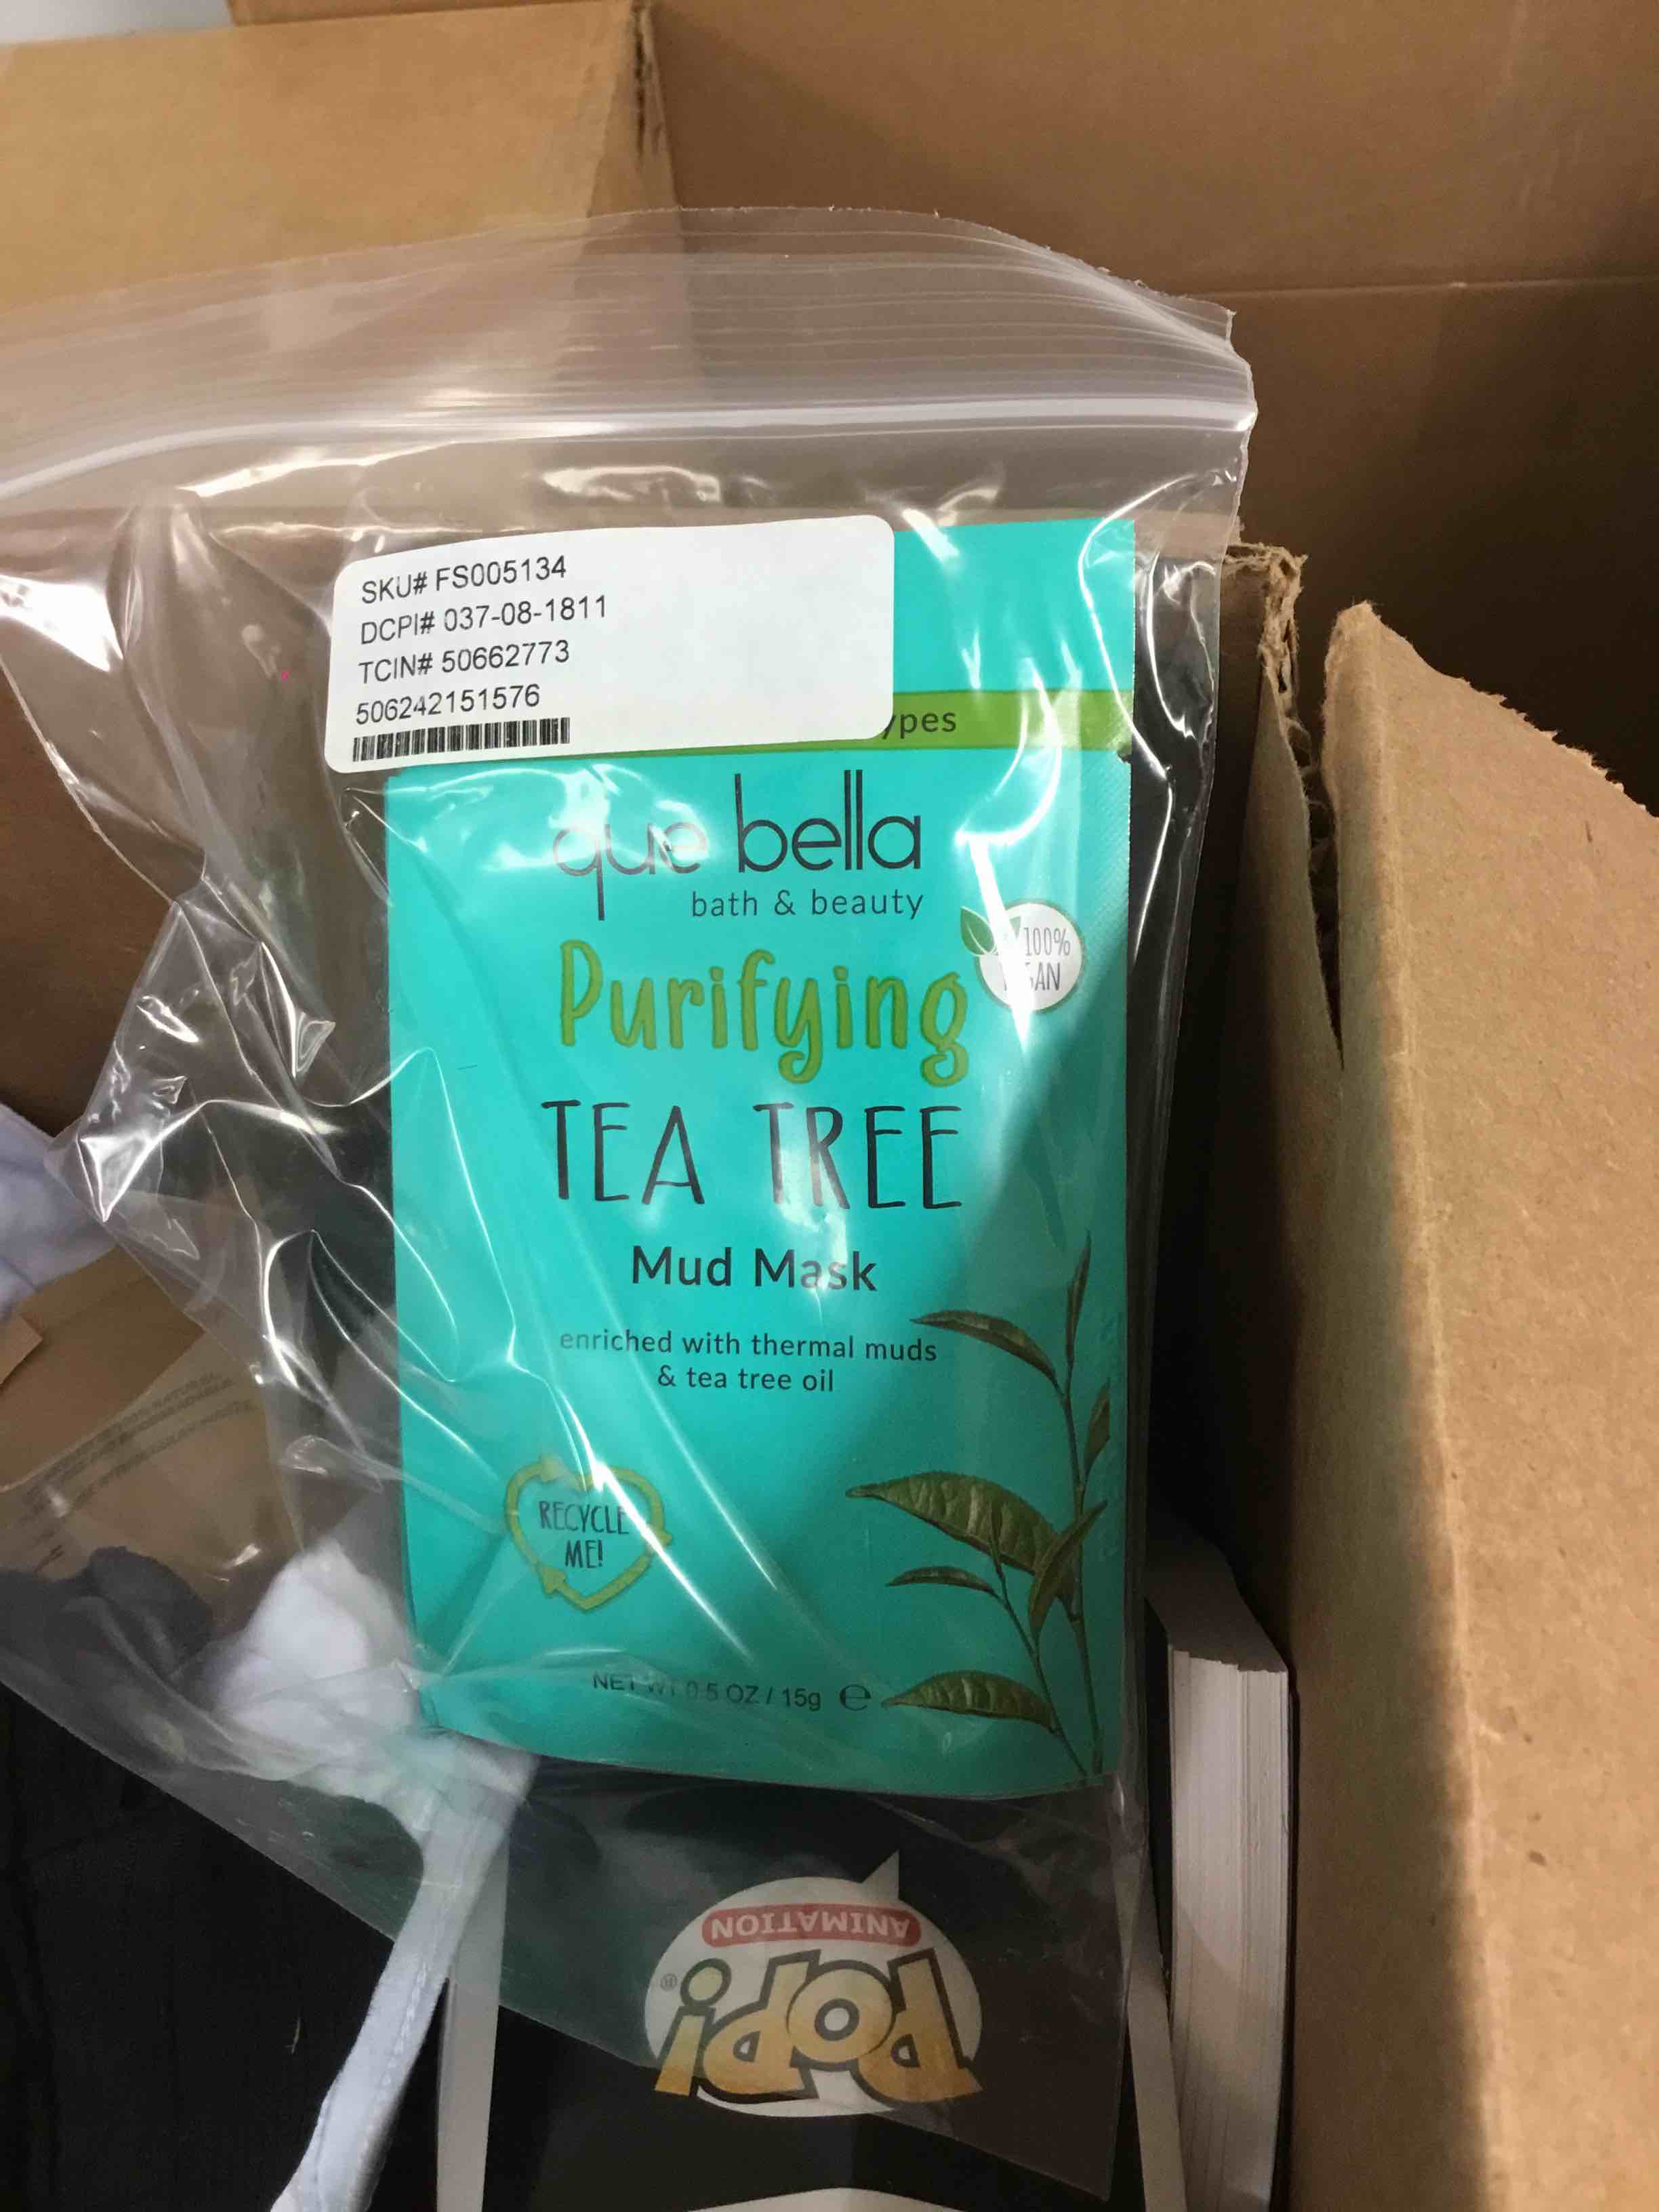 SKU# FS005134
DCPI# 037-08-1811
TCIN# 50662773
506242151576
ypes
que bella
bath & beauty
100%
GAN
Purifying
TEA TREE
Mud Mask
enriched with thermal muds
& tea tree oil
RECYCLE
ME!
NET WT 0.5 OZ / 15g e
POP!®
ANIMATION